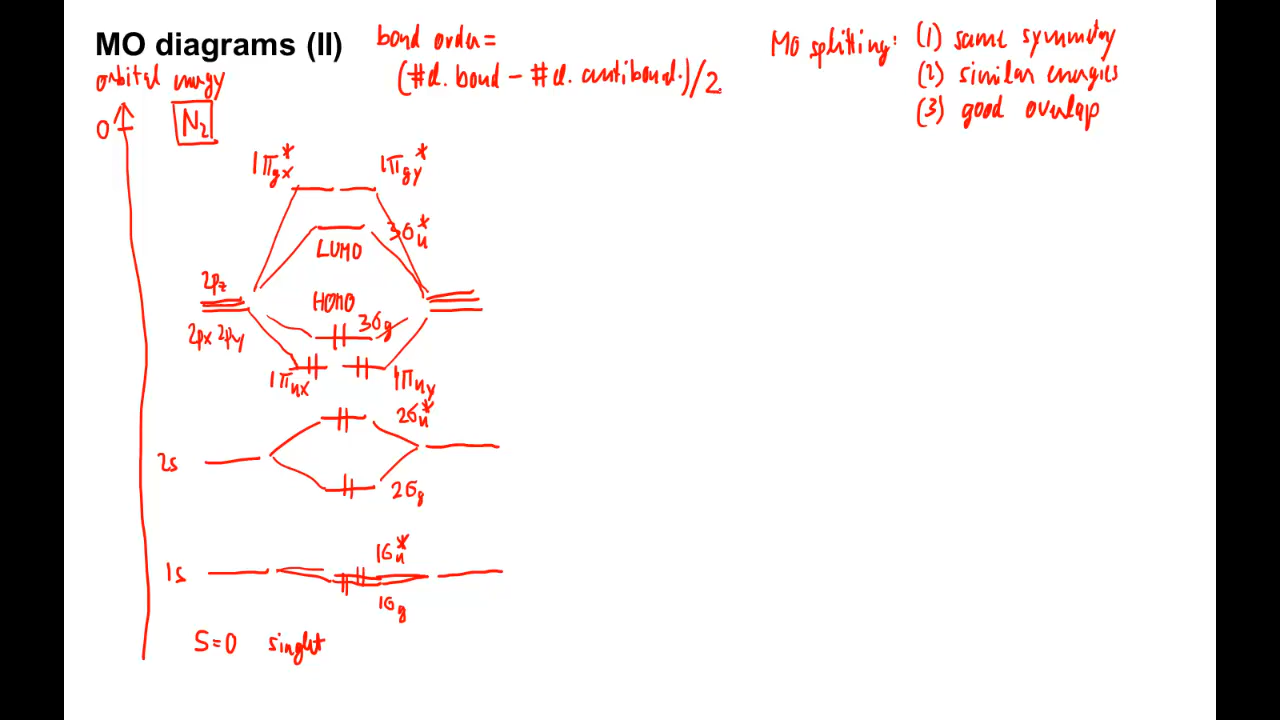 MO diagrams (II)
bond order =
(#el. bond - #el. antibond.)/2
MO splitting: (1) same symmetry
(2) similar energies
(3) good overlap
orbital energy
0
N₂
1πgx* 1πgy*
3σu*
LUMO
2pz
HOMO
3σg
2px 2py
1πux 1πuy
2σu*
2s
2σg
1σu*
1s
1σg
S=0 singlet